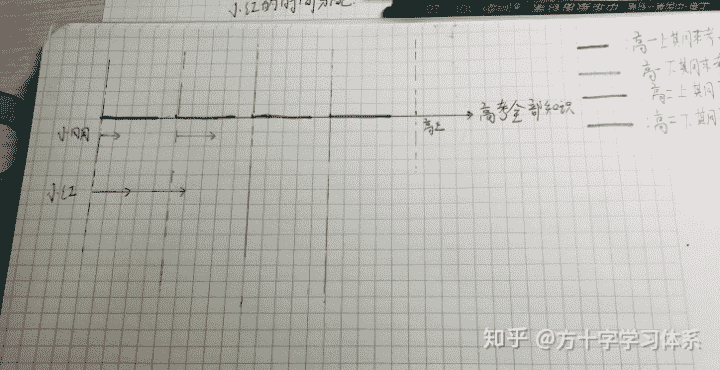 小红的时间分配
:高一上期末考
高一下期末考
高二上期
:高二下期
高考全部知识
高三
小明
小红
知乎 @方十字学习体系